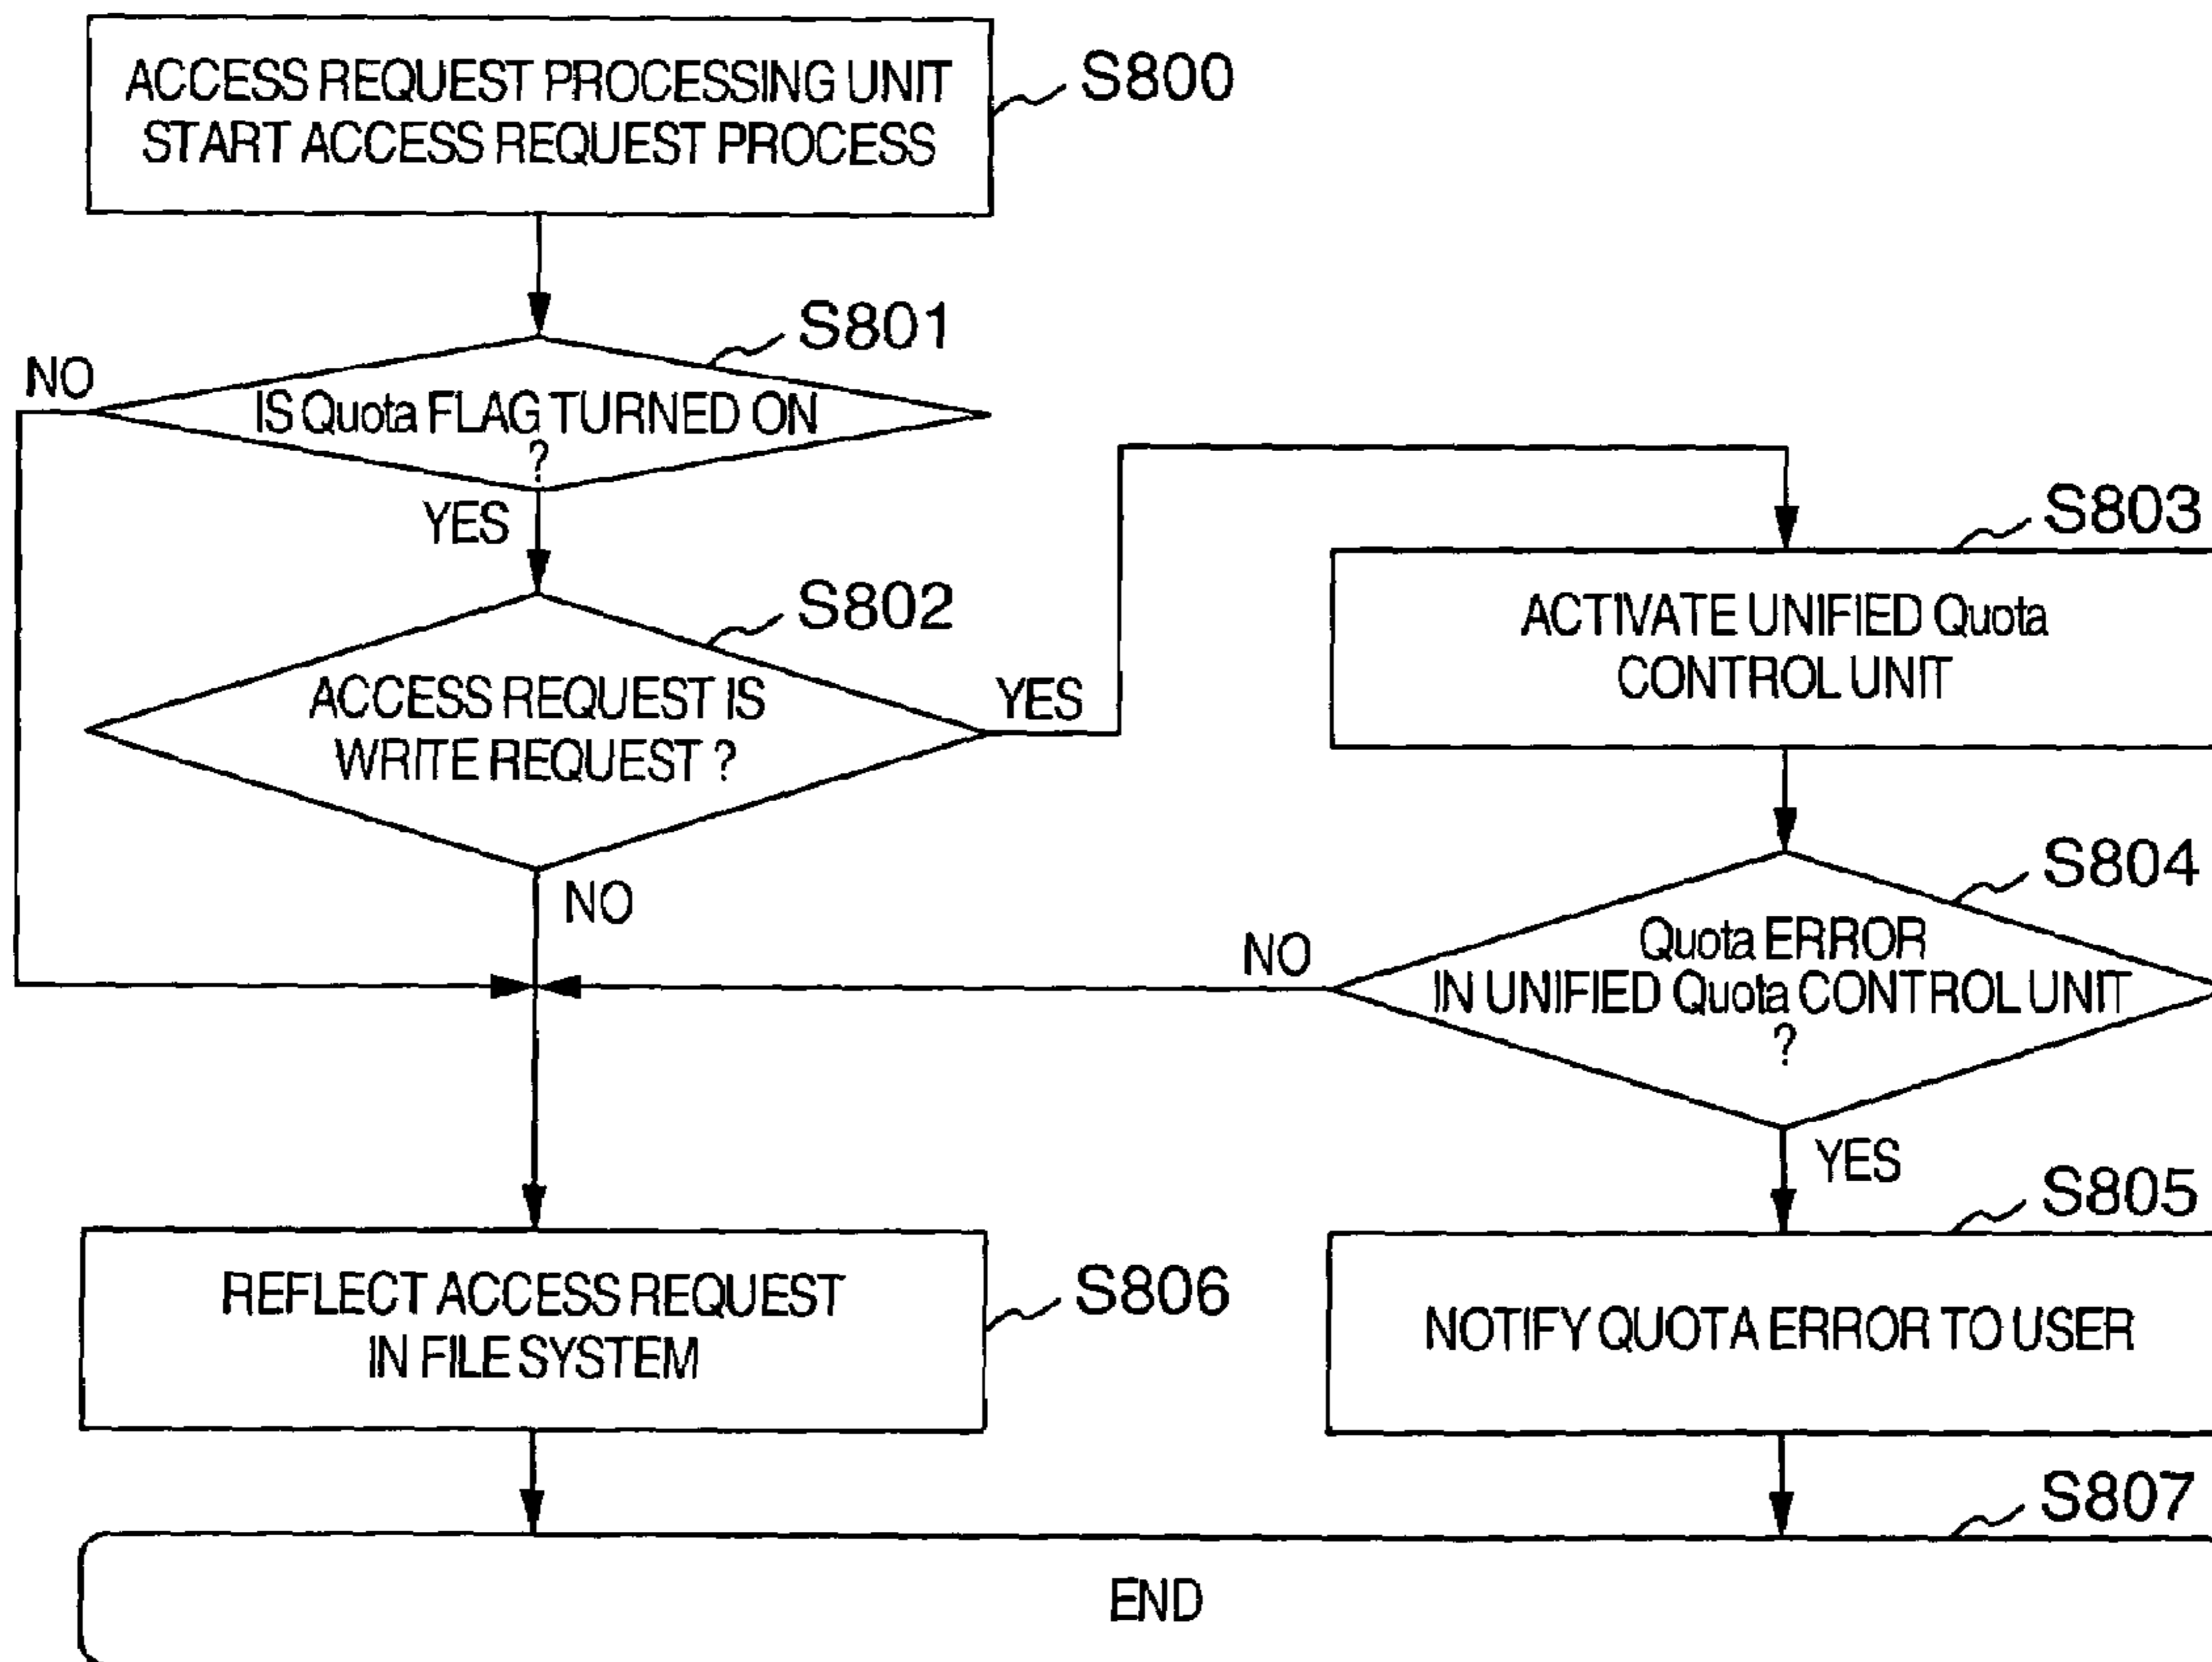 ACCESS REQUEST PROCESSING UNIT
START ACCESS REQUEST PROCESS
S800
S801
NO
IS Quota FLAG TURNED ON
?
YES
S802
ACCESS REQUEST IS
WRITE REQUEST ?
YES
NO
S803
ACTIVATE UNIFIED Quota
CONTROL UNIT
S804
NO
Quota ERROR
IN UNIFIED Quota CONTROL UNIT
?
YES
S805
NOTIFY QUOTA ERROR TO USER
REFLECT ACCESS REQUEST
IN FILE SYSTEM
S806
S807
END